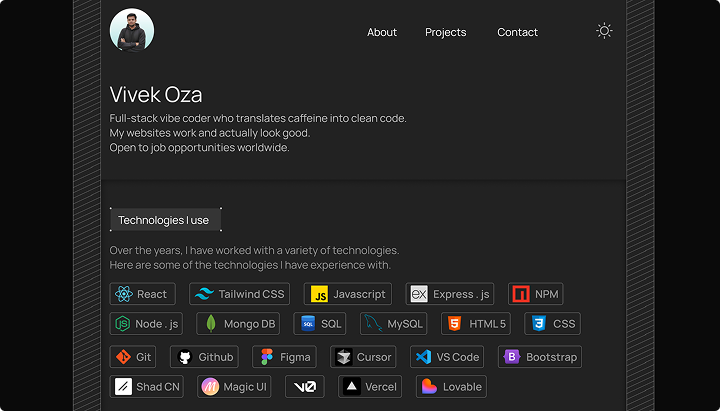 About Projects Contact
Vivek Oza
Full-stack vibe coder who translates caffeine into clean code.
My websites work and actually look good.
Open to job opportunities worldwide.
Technologies I use
Over the years, I have worked with a variety of technologies.
Here are some of the technologies I have experience with.
React Tailwind CSS JS Javascript ex Express . js NPM
Node . js Mongo DB SQL SQL MySQL 5 HTML 5 3 CSS
Git Github Figma Cursor VS Code B Bootstrap
Shad CN M Magic UI v0 Vercel Lovable